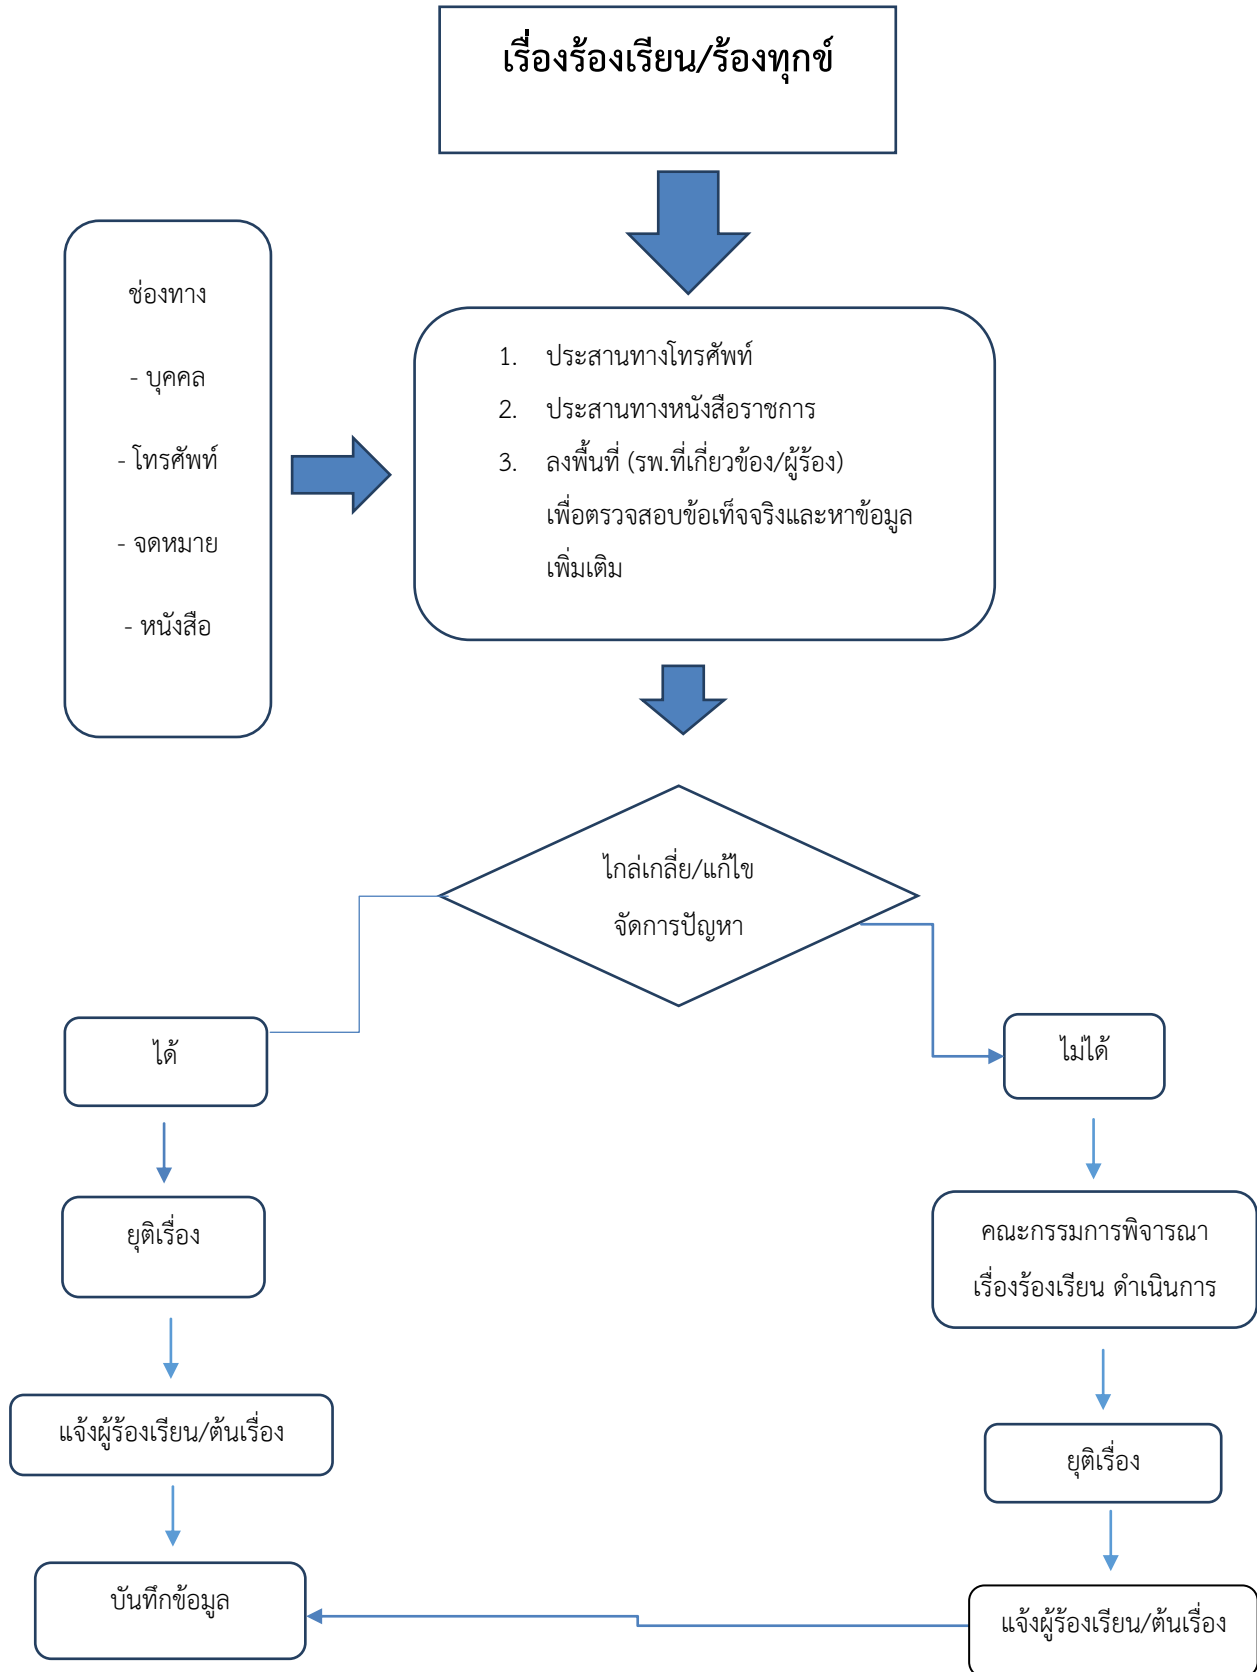 เรื่องร้องเรียน/ร้องทุกข์
ช่องทาง
- บุคคล
- โทรศัพท์
- จดหมาย
- หนังสือ
1. ประสานทางโทรศัพท์
2. ประสานทางหนังสือราชการ
3. ลงพื้นที่ (รพ.ที่เกี่ยวข้อง/ผู้ร้อง)
เพื่อตรวจสอบข้อเท็จจริงและหาข้อมูล
เพิ่มเติม
ไกล่เกลี่ย/แก้ไข
จัดการปัญหา
ได้
ไม่ได้
ยุติเรื่อง
คณะกรรมการพิจารณา
เรื่องร้องเรียน ดำเนินการ
แจ้งผู้ร้องเรียน/ต้นเรื่อง
ยุติเรื่อง
บันทึกข้อมูล
แจ้งผู้ร้องเรียน/ต้นเรื่อง